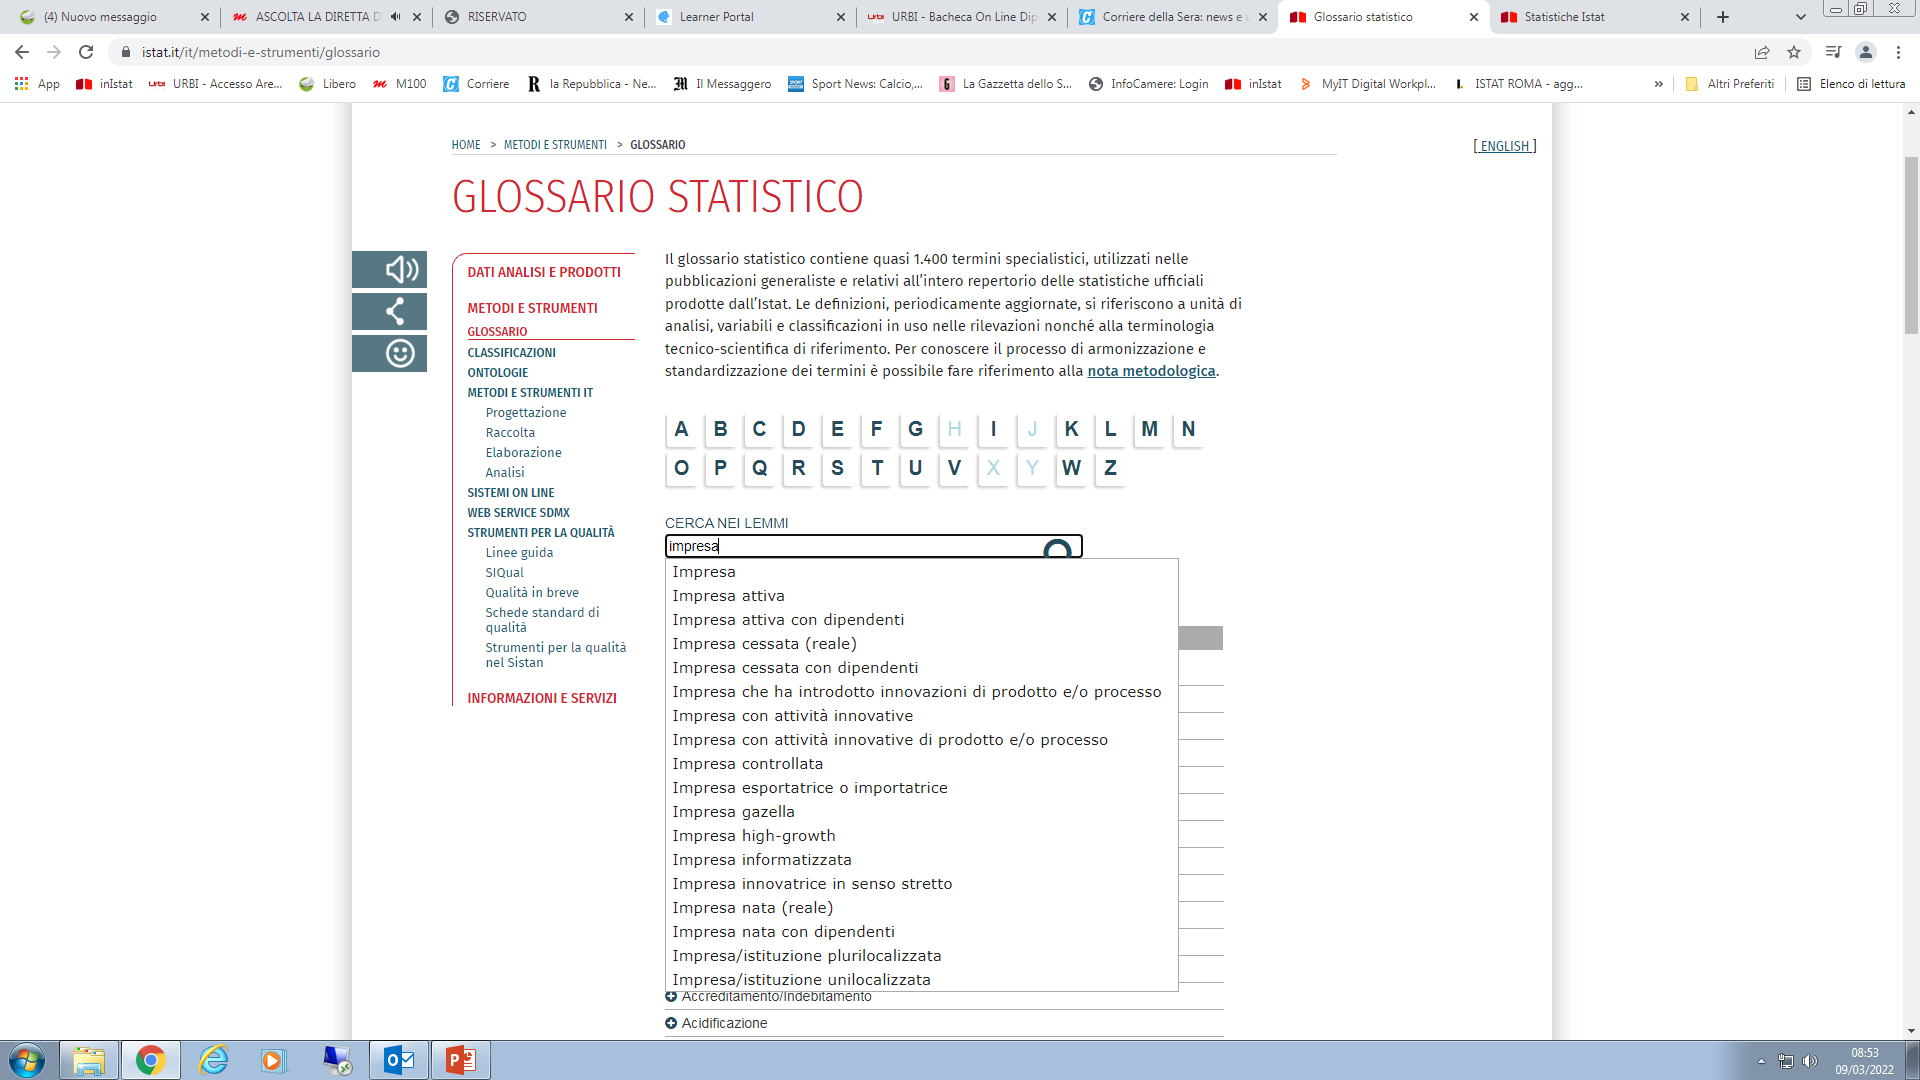 (4) Nuovo messaggio
ASCOLTA LA DIRETTA D
RISERVATO
Learner Portal
URBI - Bacheca On Line Dip
Corriere della Sera: news e u
Glossario statistico
Statistiche Istat
istat.it/it/metodi-e-strumenti/glossario
App
inIstat
URBI - Accesso Are...
Libero
M100
Corriere
la Repubblica - Ne...
Il Messaggero
Sport News: Calcio,...
La Gazzetta dello S...
InfoCamere: Login
inIstat
MyIT Digital Workpl...
ISTAT ROMA - agg...
»
Altri Preferiti
Elenco di lettura
HOME > METODI E STRUMENTI > GLOSSARIO
[ ENGLISH ]
GLOSSARIO STATISTICO
DATI ANALISI E PRODOTTI
METODI E STRUMENTI
GLOSSARIO
CLASSIFICAZIONI
ONTOLOGIE
METODI E STRUMENTI IT
Progettazione
Raccolta
Elaborazione
Analisi
SISTEMI ON LINE
WEB SERVICE SDMX
STRUMENTI PER LA QUALITÀ
Linee guida
SIQual
Qualità in breve
Schede standard di
qualità
Strumenti per la qualità
nel Sistan
INFORMAZIONI E SERVIZI
Il glossario statistico contiene quasi 1.400 termini specialistici, utilizzati nelle
pubblicazioni generaliste e relativi all’intero repertorio delle statistiche ufficiali
prodotte dall’Istat. Le definizioni, periodicamente aggiornate, si riferiscono a unità di
analisi, variabili e classificazioni in uso nelle rilevazioni nonché alla terminologia
tecnico-scientifica di riferimento. Per conoscere il processo di armonizzazione e
standardizzazione dei termini è possibile fare riferimento alla nota metodologica.
A B C D E F G H I J K L M N
O P Q R S T U V X Y W Z
CERCA NEI LEMMI
impresa
Impresa
Impresa attiva
Impresa attiva con dipendenti
Impresa cessata (reale)
Impresa cessata con dipendenti
Impresa che ha introdotto innovazioni di prodotto e/o processo
Impresa con attività innovative
Impresa con attività innovative di prodotto e/o processo
Impresa controllata
Impresa esportatrice o importatrice
Impresa gazella
Impresa high-growth
Impresa informatizzata
Impresa innovatrice in senso stretto
Impresa nata (reale)
Impresa nata con dipendenti
Impresa/istituzione plurilocalizzata
Impresa/istituzione unilocalizzata
Accreditamento/Indebitamento
Acidificazione
08:53
09/03/2022